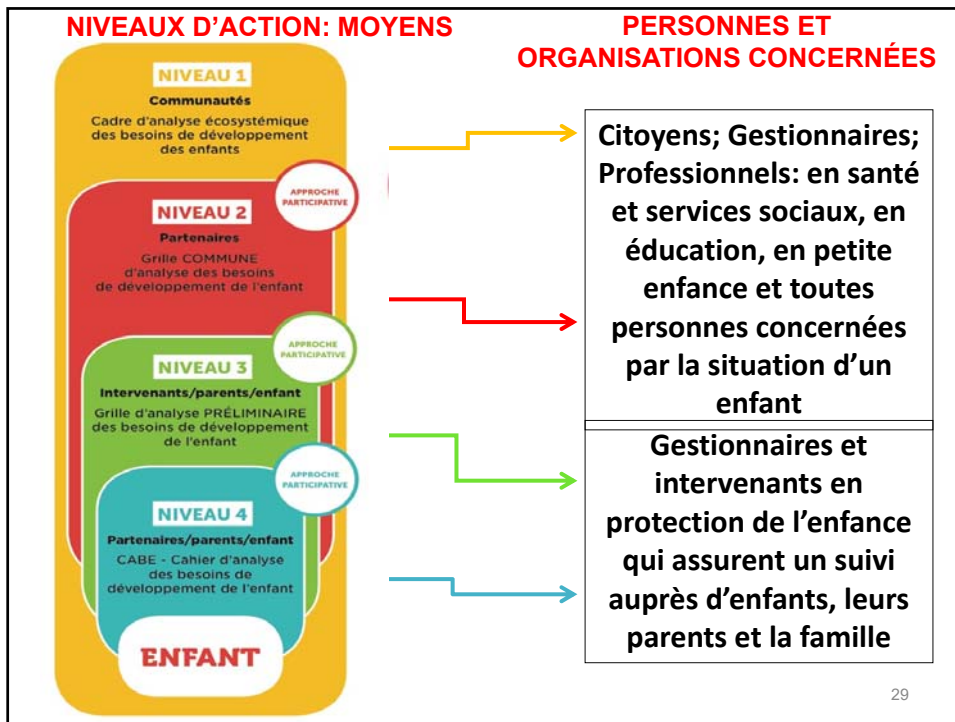 NIVEAUX D'ACTION: MOYENS
NIVEAU 1
Communautés
Cadre d'analyse écosystémique
des besoins de développement
des enfants
APPROCHE
PARTICIPATIVE
NIVEAU 2
Partenaires
Grille COMMUNE
d'analyse des besoins
de développement de l'enfant
APPROCHE
PARTICIPATIVE
NIVEAU 3
Intervenants/parents/enfant
Grille d'analyse PRÉLIMINAIRE
des besoins de développement
de l'enfant
APPROCHE
PARTICIPATIVE
NIVEAU 4
Partenaires/parents/enfant
CABE - Cahier d'analyse
des besoins de
développement de l'enfant
ENFANT
PERSONNES ET
ORGANISATIONS CONCERNÉES
Citoyens; Gestionnaires;
Professionnels: en santé
et services sociaux, en
éducation, en petite
enfance et toutes
personnes concernées
par la situation d'un
enfant
Gestionnaires et
intervenants en
protection de l'enfance
qui assurent un suivi
auprès d'enfants, leurs
parents et la famille
29